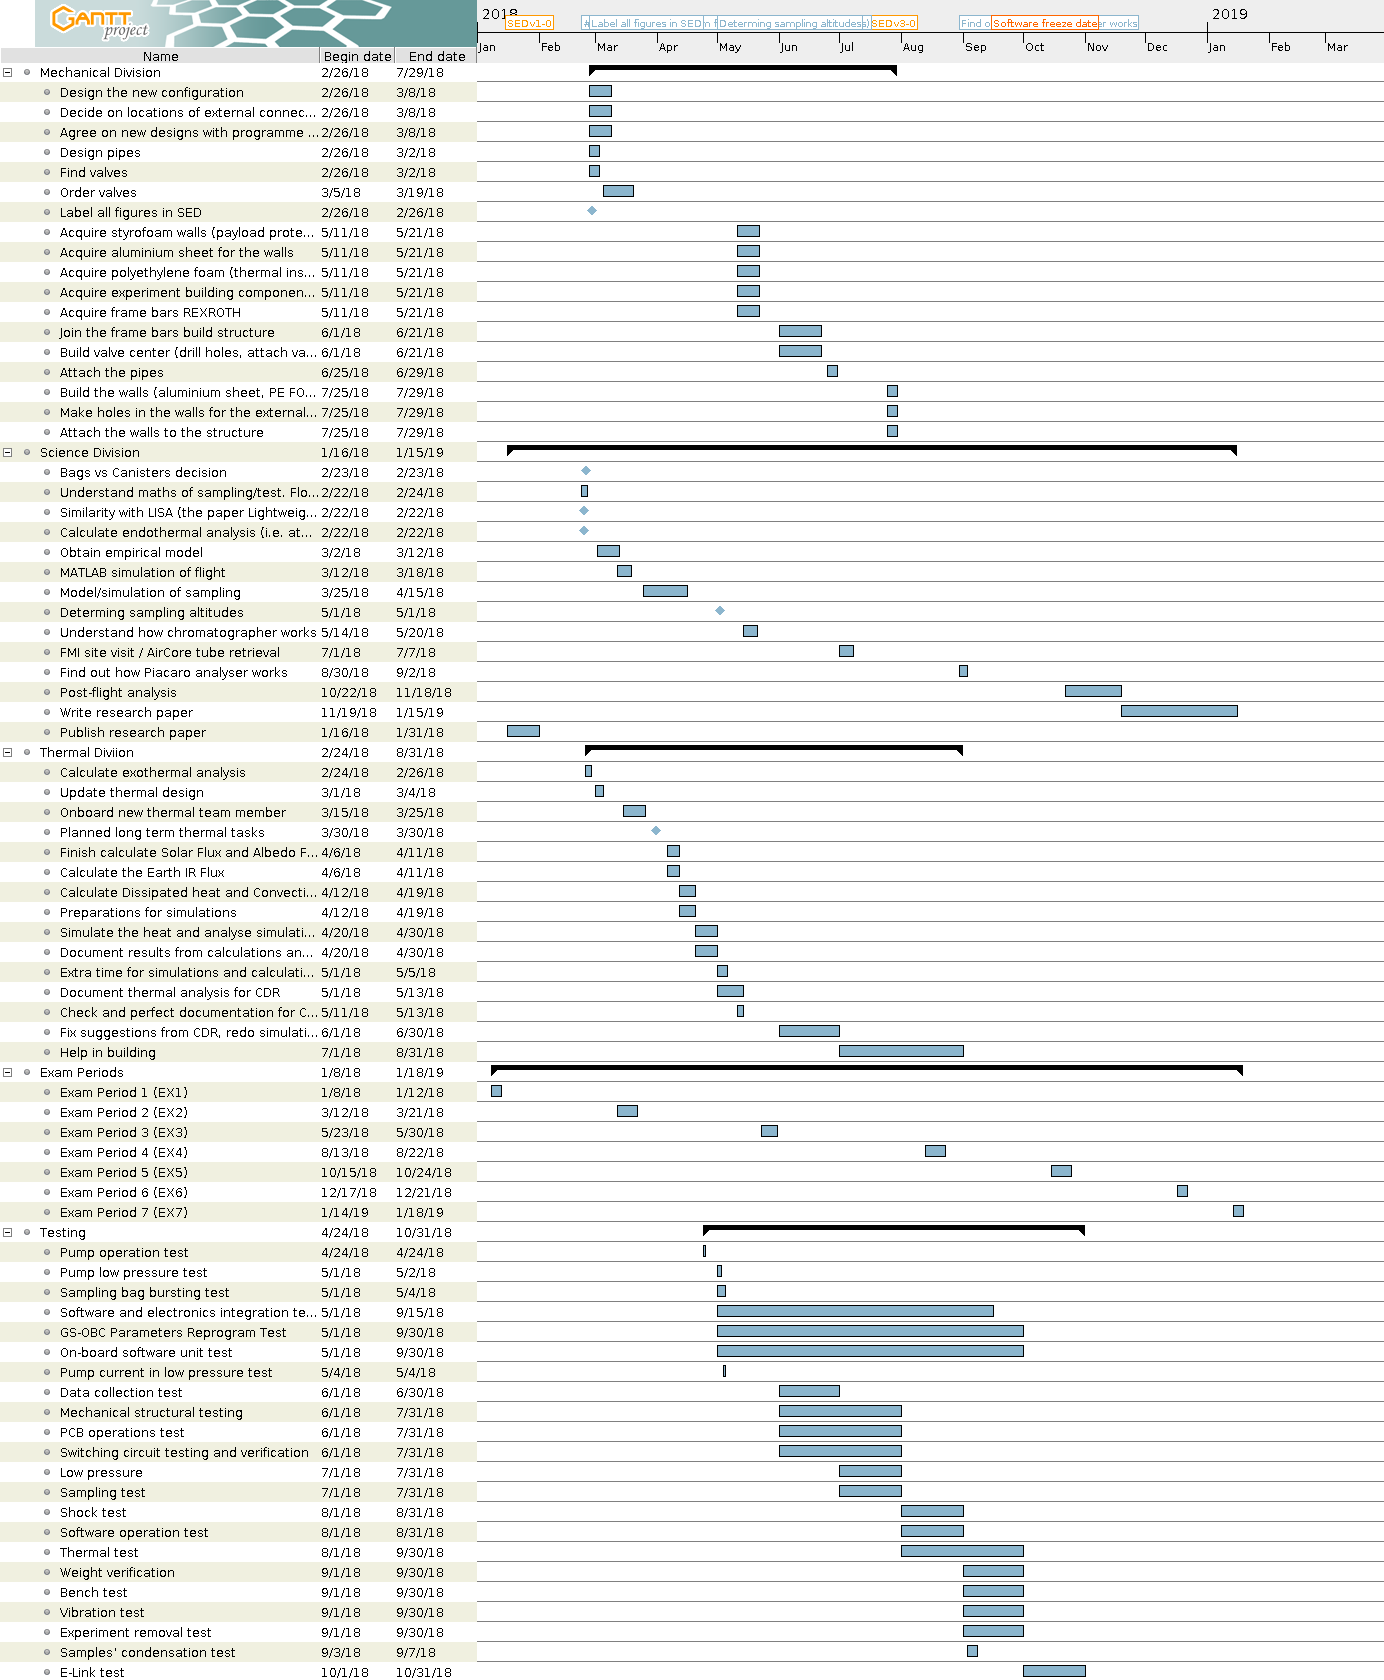 GANTT
project
2018
2019
SEDv1-0
#Label all figures in SED
Determing sampling altitudes
SEDv3-0
Find o
Software freeze date
r works
Jan Feb Mar Apr May Jun Jul Aug Sep Oct Nov Dec Jan Feb Mar
Name Begin date End date
Mechanical Division 2/26/18 7/29/18
Design the new configuration 2/26/18 3/8/18
Decide on locations of external connec... 2/26/18 3/8/18
Agree on new designs with programme ... 2/26/18 3/8/18
Design pipes 2/26/18 3/2/18
Find valves 2/26/18 3/2/18
Order valves 3/5/18 3/19/18
Label all figures in SED 2/26/18 2/26/18
Acquire styrofoam walls (payload prote... 5/11/18 5/21/18
Acquire aluminium sheet for the walls 5/11/18 5/21/18
Acquire polyethylene foam (thermal ins... 5/11/18 5/21/18
Acquire experiment building componen... 5/11/18 5/21/18
Acquire frame bars REXROTH 5/11/18 5/21/18
Join the frame bars build structure 6/1/18 6/21/18
Build valve center (drill holes, attach va... 6/1/18 6/21/18
Attach the pipes 6/25/18 6/29/18
Build the walls (aluminium sheet, PE FO... 7/25/18 7/29/18
Make holes in the walls for the external... 7/25/18 7/29/18
Attach the walls to the structure 7/25/18 7/29/18
Science Division 1/16/18 1/15/19
Bags vs Canisters decision 2/23/18 2/23/18
Understand maths of sampling/test. Flo... 2/22/18 2/24/18
Similarity with LISA (the paper Lightweig... 2/22/18 2/22/18
Calculate endothermal analysis (i.e. at... 2/22/18 2/22/18
Obtain empirical model 3/2/18 3/12/18
MATLAB simulation of flight 3/12/18 3/18/18
Model/simulation of sampling 3/25/18 4/15/18
Determing sampling altitudes 5/1/18 5/1/18
Understand how chromatographer works 5/14/18 5/20/18
FMI site visit / AirCore tube retrieval 7/1/18 7/7/18
Find out how Piacaro analyser works 8/30/18 9/2/18
Post-flight analysis 10/22/18 11/18/18
Write research paper 11/19/18 1/15/19
Publish research paper 1/16/18 1/31/18
Thermal Diviion 2/24/18 8/31/18
Calculate exothermal analysis 2/24/18 2/26/18
Update thermal design 3/1/18 3/4/18
Onboard new thermal team member 3/15/18 3/25/18
Planned long term thermal tasks 3/30/18 3/30/18
Finish calculate Solar Flux and Albedo F... 4/6/18 4/11/18
Calculate the Earth IR Flux 4/6/18 4/11/18
Calculate Dissipated heat and Convecti... 4/12/18 4/19/18
Preparations for simulations 4/12/18 4/19/18
Simulate the heat and analyse simulati... 4/20/18 4/30/18
Document results from calculations an... 4/20/18 4/30/18
Extra time for simulations and calculati... 5/1/18 5/5/18
Document thermal analysis for CDR 5/1/18 5/13/18
Check and perfect documentation for C... 5/11/18 5/13/18
Fix suggestions from CDR, redo simulati... 6/1/18 6/30/18
Help in building 7/1/18 8/31/18
Exam Periods 1/8/18 1/18/19
Exam Period 1 (EX1) 1/8/18 1/12/18
Exam Period 2 (EX2) 3/12/18 3/21/18
Exam Period 3 (EX3) 5/23/18 5/30/18
Exam Period 4 (EX4) 8/13/18 8/22/18
Exam Period 5 (EX5) 10/15/18 10/24/18
Exam Period 6 (EX6) 12/17/18 12/21/18
Exam Period 7 (EX7) 1/14/19 1/18/19
Testing 4/24/18 10/31/18
Pump operation test 4/24/18 4/24/18
Pump low pressure test 5/1/18 5/2/18
Sampling bag bursting test 5/1/18 5/4/18
Software and electronics integration te... 5/1/18 9/15/18
GS-OBC Parameters Reprogram Test 5/1/18 9/30/18
On-board software unit test 5/1/18 9/30/18
Pump current in low pressure test 5/4/18 5/4/18
Data collection test 6/1/18 6/30/18
Mechanical structural testing 6/1/18 7/31/18
PCB operations test 6/1/18 7/31/18
Switching circuit testing and verification 6/1/18 7/31/18
Low pressure 7/1/18 7/31/18
Sampling test 7/1/18 7/31/18
Shock test 8/1/18 8/31/18
Software operation test 8/1/18 8/31/18
Thermal test 8/1/18 9/30/18
Weight verification 9/1/18 9/30/18
Bench test 9/1/18 9/30/18
Vibration test 9/1/18 9/30/18
Experiment removal test 9/1/18 9/30/18
Samples' condensation test 9/3/18 9/7/18
E-Link test 10/1/18 10/31/18